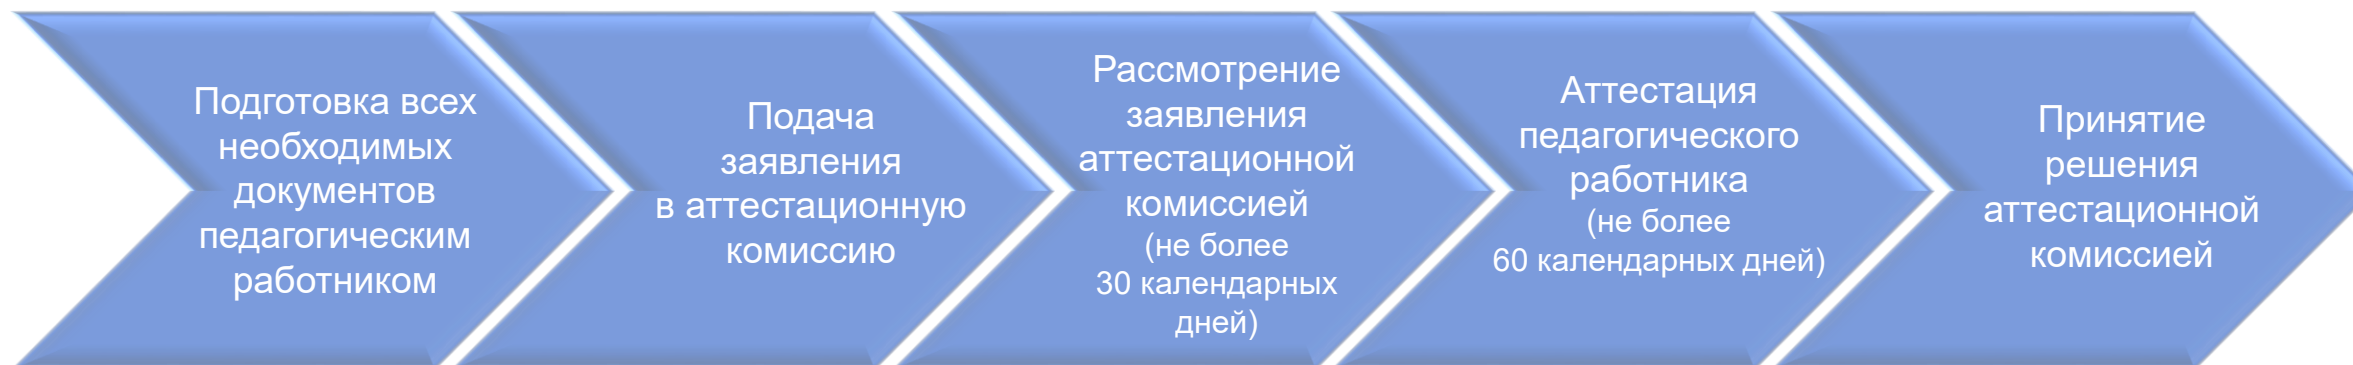 Подготовка всех
необходимых
документов
педагогическим
работником
Подача
заявления
в аттестационную
комиссию
Рассмотрение
заявления
аттестационной
комиссией
(не более
30 календарных
дней)
Аттестация
педагогического
работника
(не более
60 календарных дней)
Принятие
решения
аттестационной
комиссией